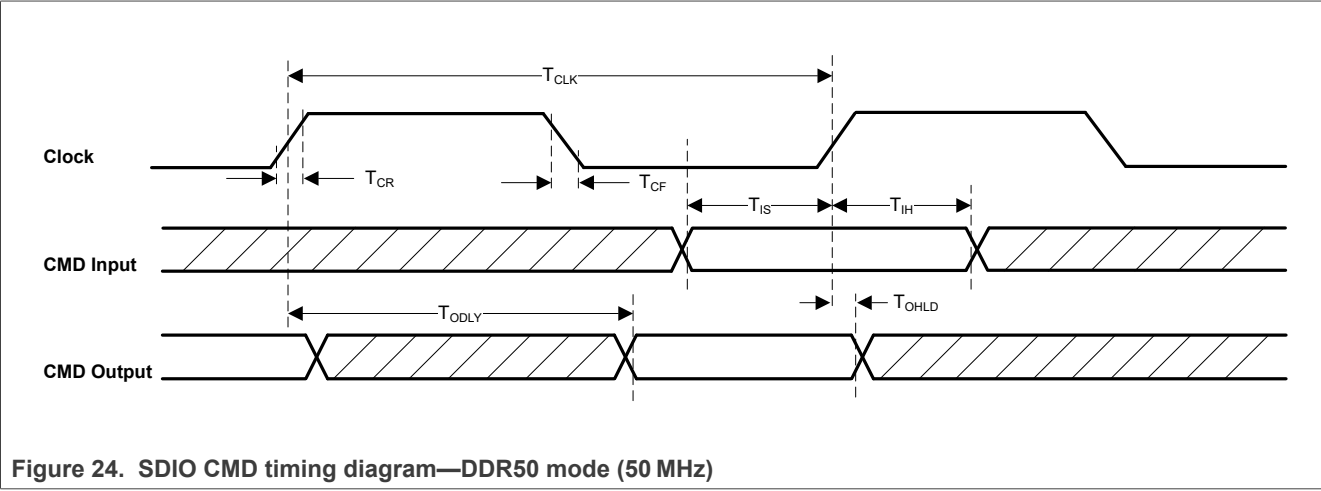 TCLK
Clock
TCR
TCF
TIS
TIH
CMD Input
TODLY
TOHLD
CMD Output
Figure 24. SDIO CMD timing diagram—DDR50 mode (50 MHz)